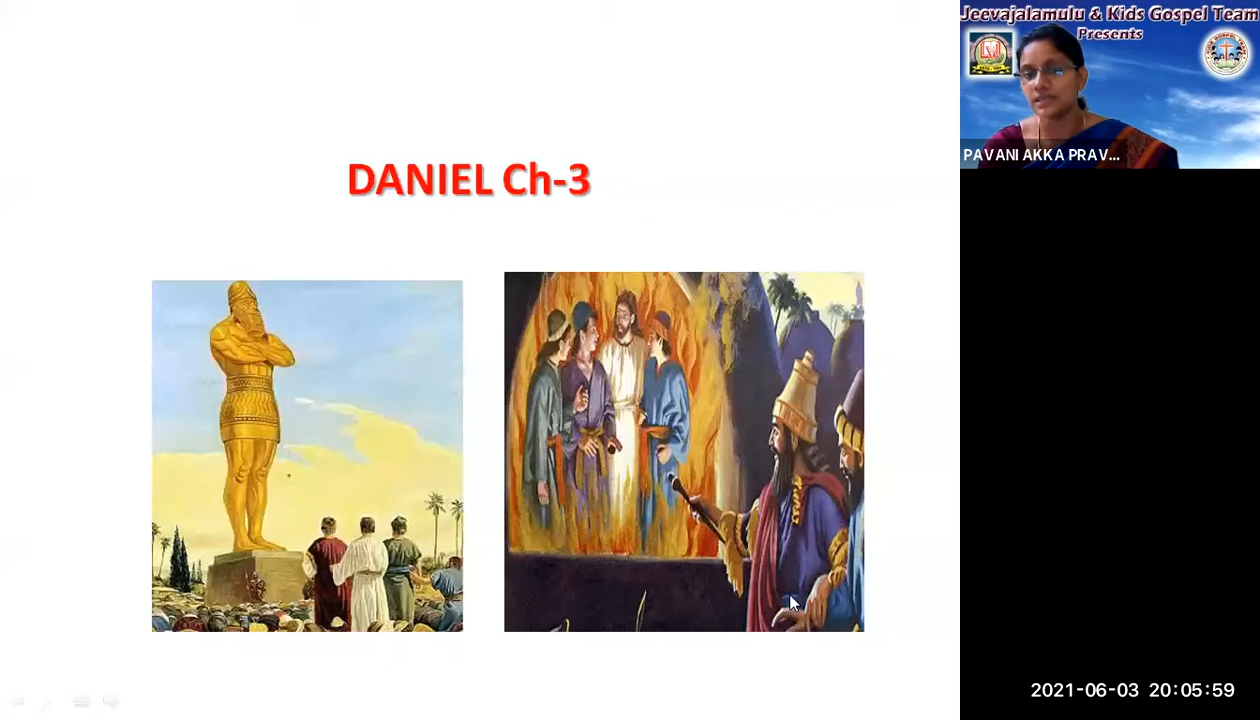 Jeevajalamulu & Kids Gospel Team
Presents
PAVANI AKKA PRAV...
DANIEL Ch-3
2021-06-03 20:05:59